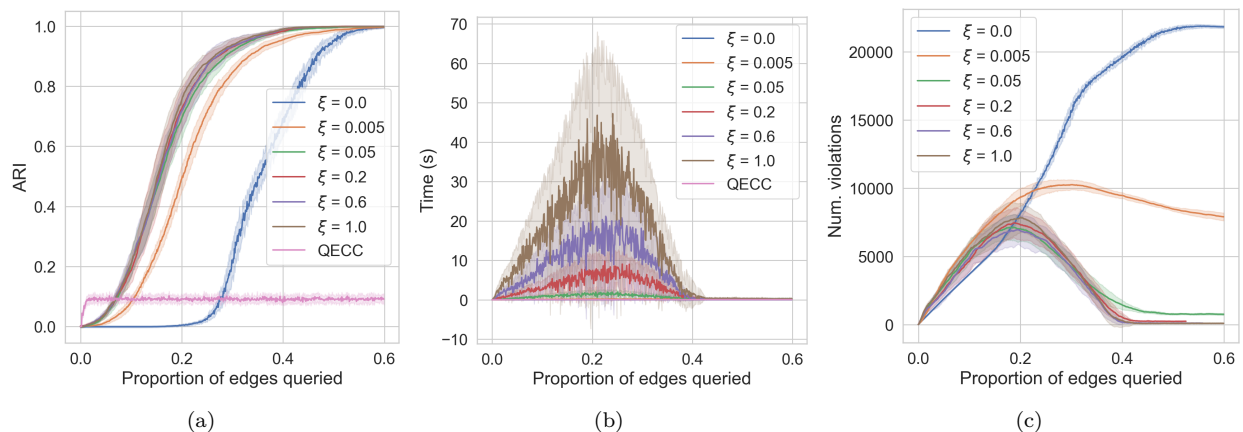 1.0
0.8
0.6
0.4
0.2
0.0
ARI
0.0 0.2 0.4 0.6
Proportion of edges queried
ξ = 0.0
ξ = 0.005
ξ = 0.05
ξ = 0.2
ξ = 0.6
ξ = 1.0
QECC
(a)
70
60
50
40
30
20
10
0
−10
Time (s)
0.0 0.2 0.4 0.6
Proportion of edges queried
ξ = 0.0
ξ = 0.005
ξ = 0.05
ξ = 0.2
ξ = 0.6
ξ = 1.0
QECC
(b)
20000
15000
10000
5000
0
Num. violations
0.0 0.2 0.4 0.6
Proportion of edges queried
ξ = 0.0
ξ = 0.005
ξ = 0.05
ξ = 0.2
ξ = 0.6
ξ = 1.0
(c)